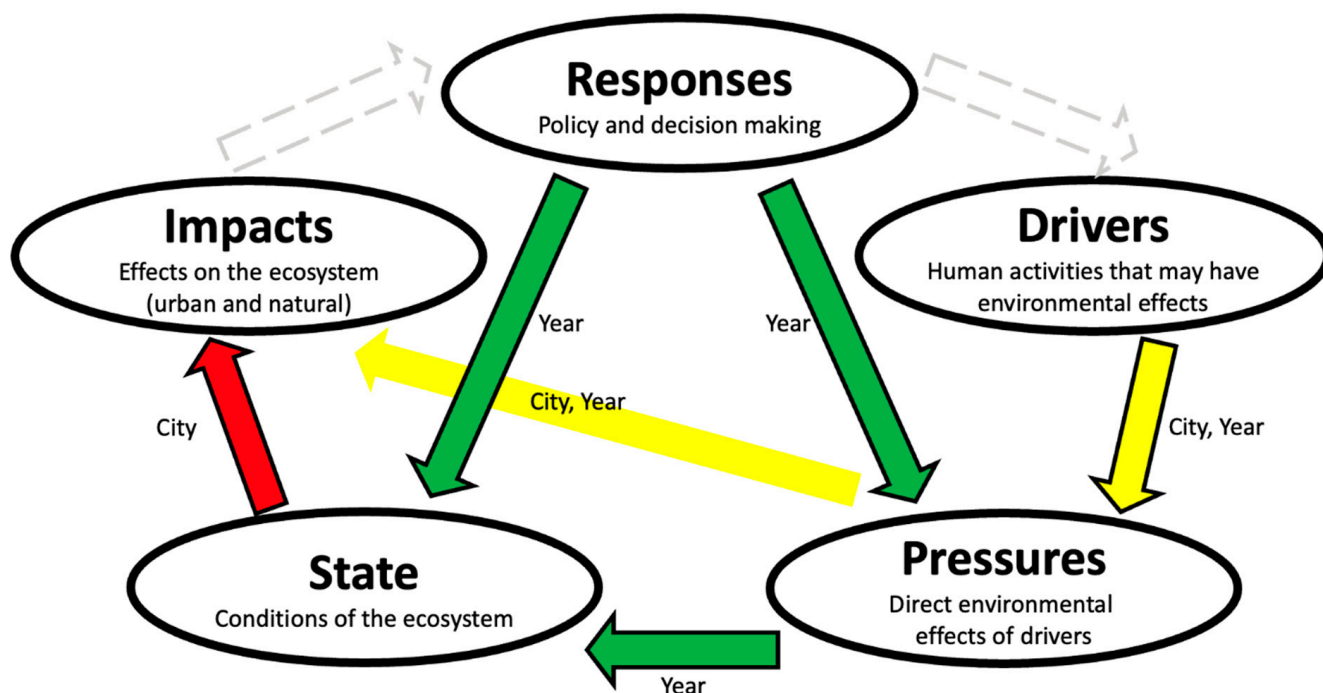 Responses
Policy and decision making
Impacts
Effects on the ecosystem
(urban and natural)
Drivers
Human activities that may have
environmental effects
Year
Year
City, Year
City
City, Year
State
Conditions of the ecosystem
Pressures
Direct environmental
effects of drivers
Year